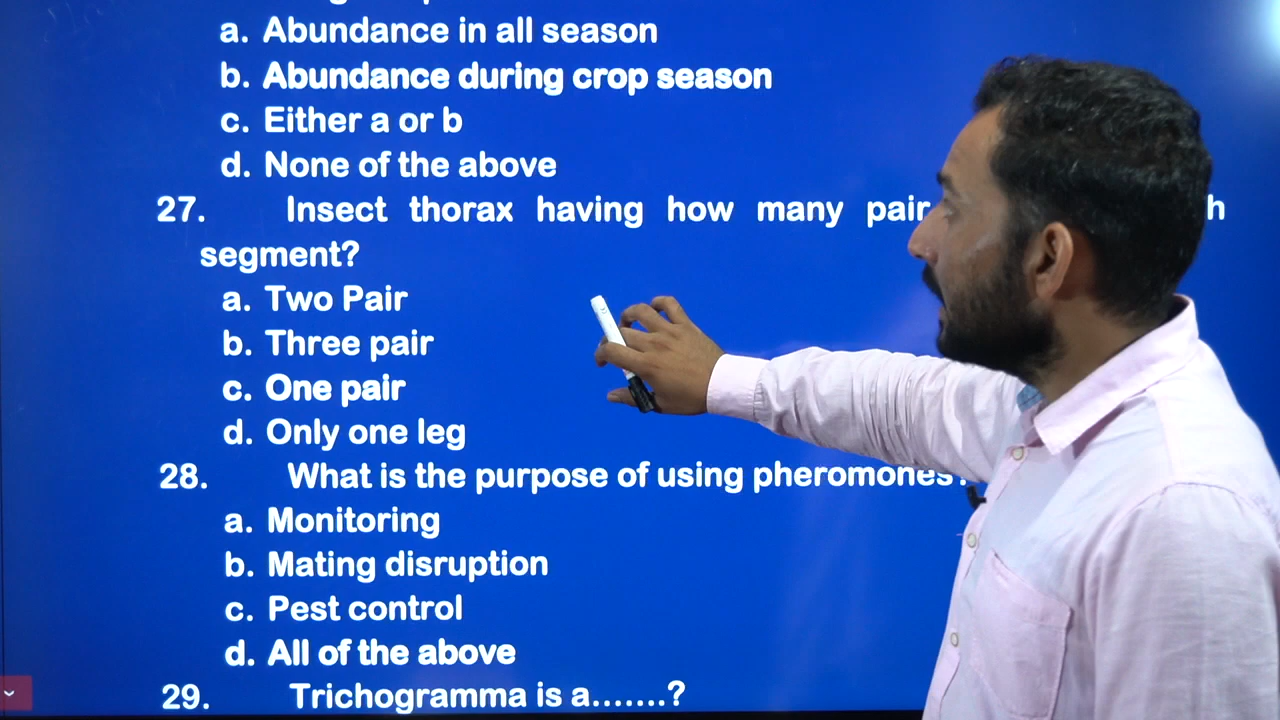 a. Abundance in all season
b. Abundance during crop season
c. Either a or b
d. None of the above
27. Insect thorax having how many pair
segment?
a. Two Pair
b. Three pair
c. One pair
d. Only one leg
28. What is the purpose of using pheromones?
a. Monitoring
b. Mating disruption
c. Pest control
d. All of the above
29. Trichogramma is a.......?